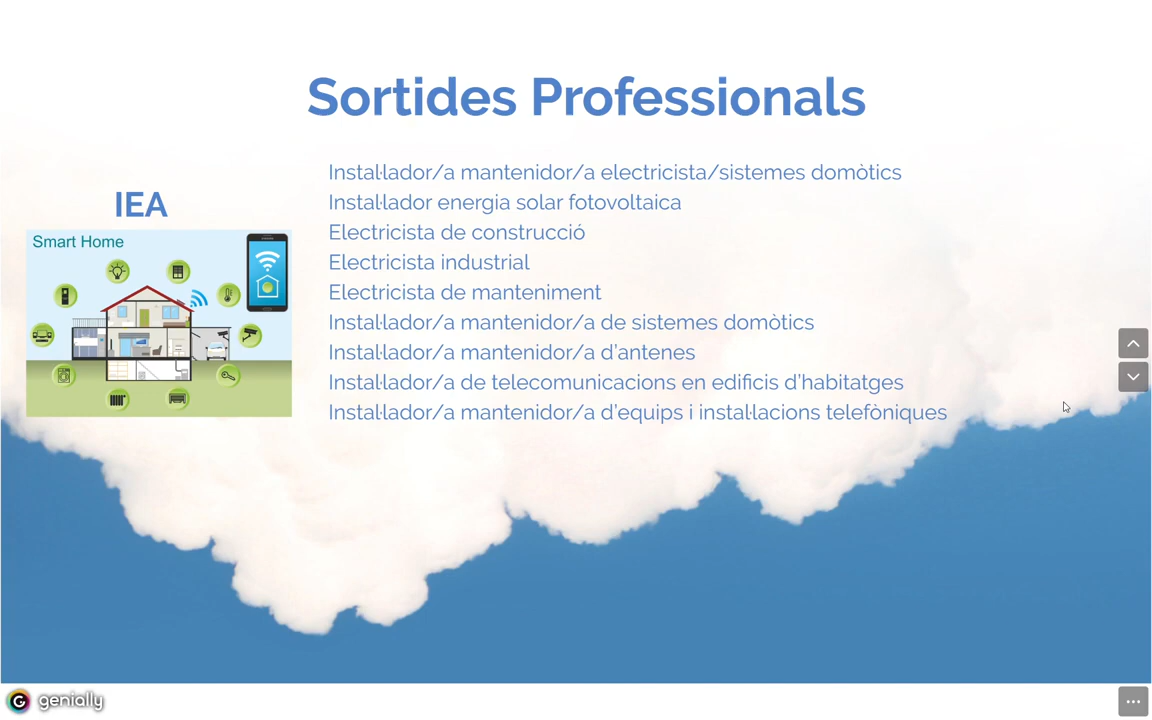 Sortides Professionals
IEA
Smart Home
Instal·lador/a mantenidor/a electricista/sistemes domòtics
Instal·lador energia solar fotovoltaica
Electricista de construcció
Electricista industrial
Electricista de manteniment
Instal·lador/a mantenidor/a de sistemes domòtics
Instal·lador/a mantenidor/a d'antenes
Instal·lador/a de telecomunicacions en edificis d'habitatges
Instal·lador/a mantenidor/a d'equips i instal·lacions telefòniques
genially